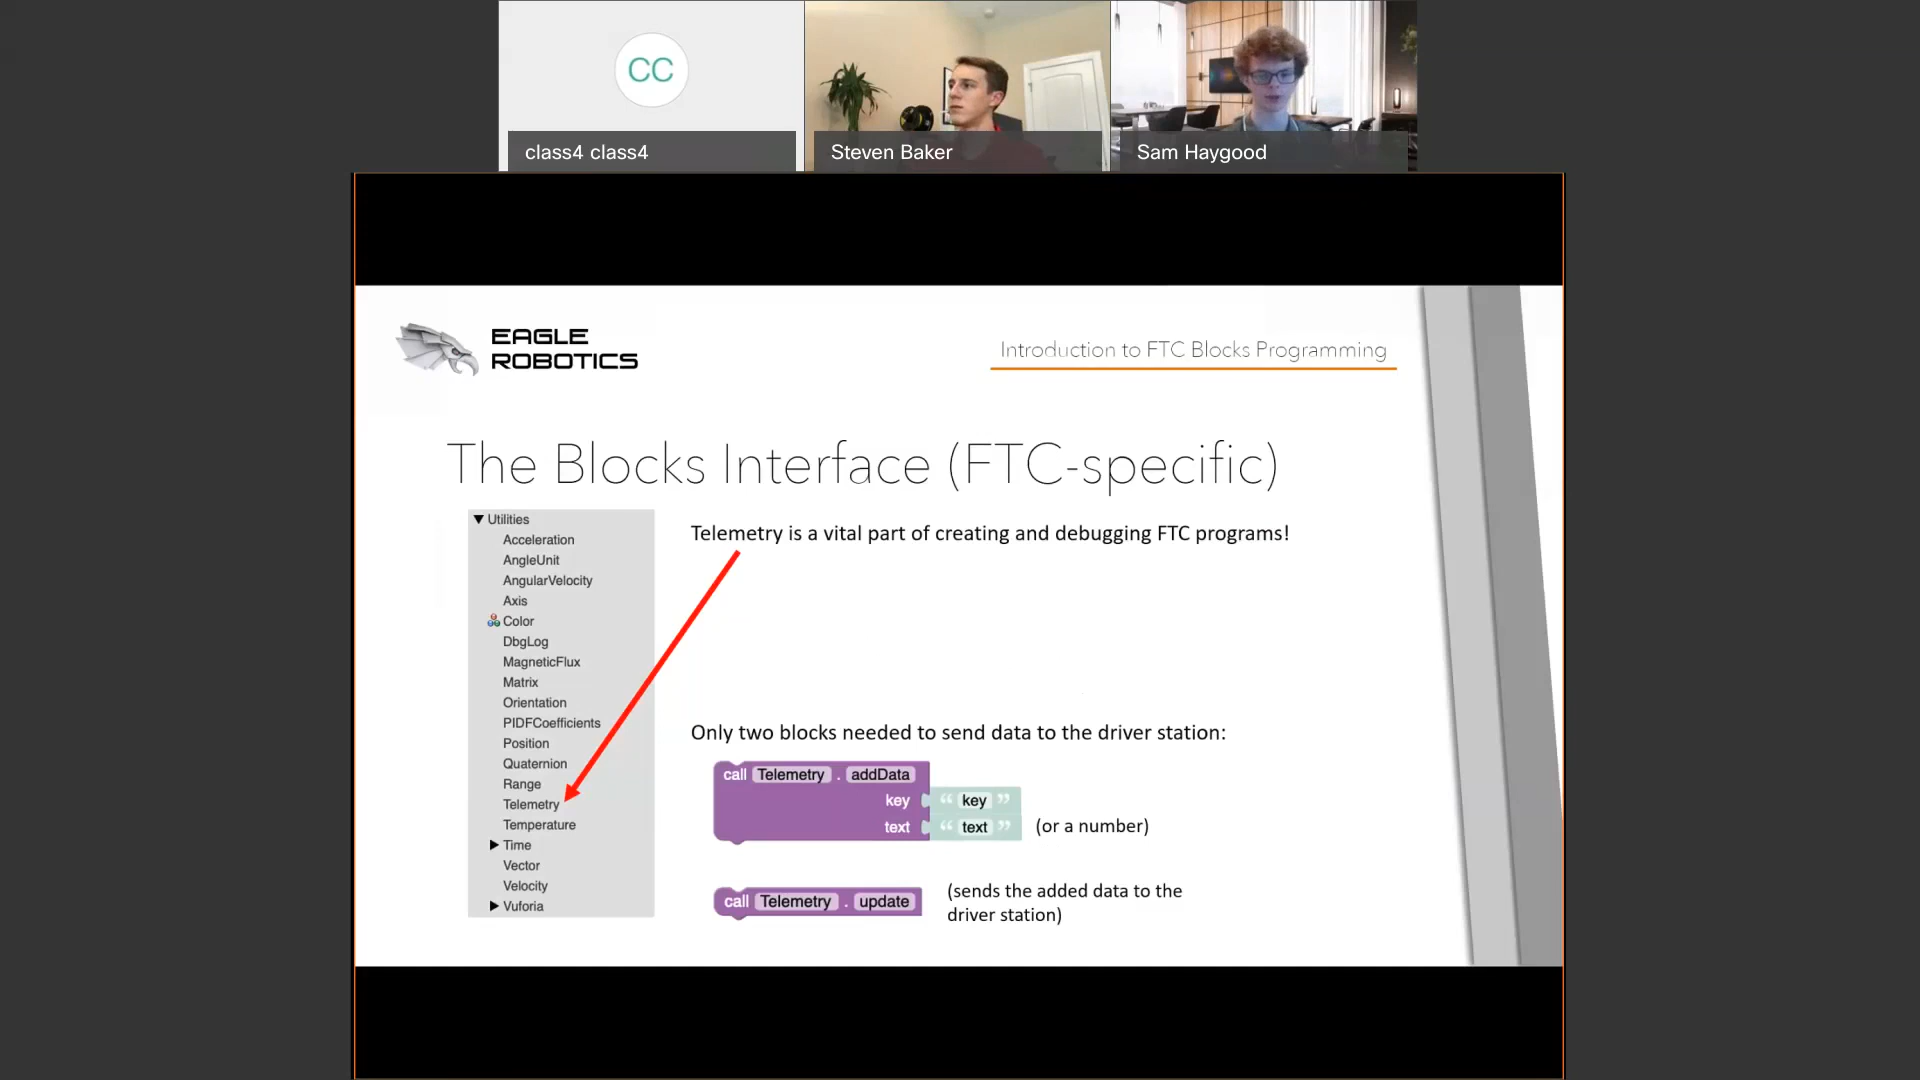 CC
class4 class4
Steven Baker
Sam Haygood
EAGLE
ROBOTICS
Introduction to FTC Blocks Programming
The Blocks Interface (FTC-specific)
Utilities
Acceleration
AngleUnit
AngularVelocity
Axis
Color
DbgLog
MagneticFlux
Matrix
Orientation
PIDFCoefficients
Position
Quaternion
Range
Telemetry
Temperature
Time
Vector
Velocity
Vuforia
Telemetry is a vital part of creating and debugging FTC programs!
Only two blocks needed to send data to the driver station:
call Telemetry . addData
key “ key ”
text “ text ” (or a number)
call Telemetry . update
(sends the added data to the
driver station)